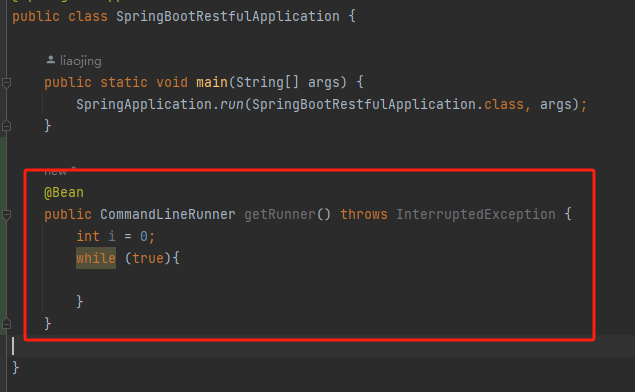 public class SpringBootRestfulApplication {
liaojing
public static void main(String[] args) {
SpringApplication.run(SpringBootRestfulApplication.class, args);
}
@Bean
public CommandLineRunner getRunner() throws InterruptedException {
int i = 0;
while (true){
}
}
}